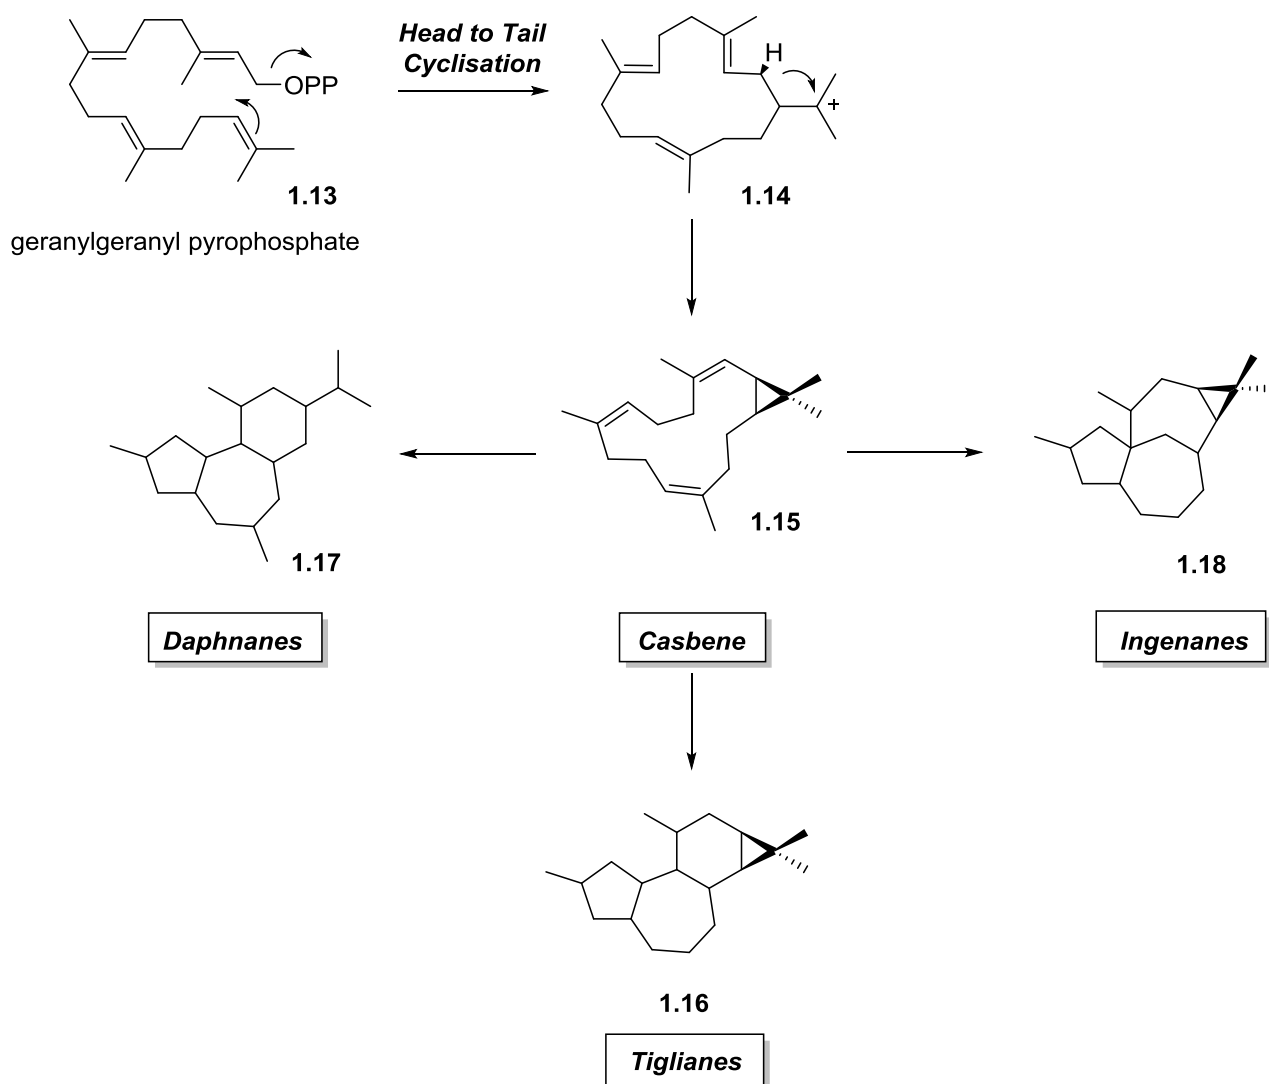 Head to Tail
Cyclisation
H
OPP
+
1.13
1.14
geranylgeranyl pyrophosphate
1.15
1.17
1.18
Daphnanes
Casbene
Ingenanes
1.16
Tiglianes